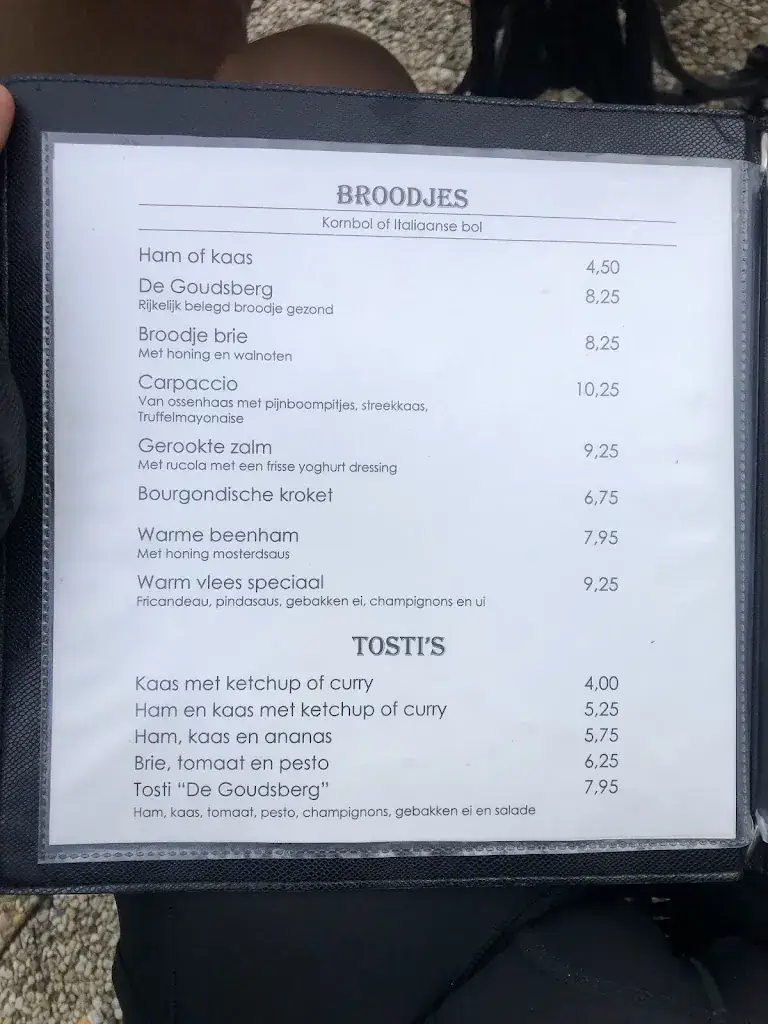 BROODJES
Kornbol of Italiaanse bol
Ham of kaas 4,50
De Goudsberg 8,25
Rijkelijk belegd broodje gezond
Broodje brie 8,25
Met honing en walnoten
Carpaccio 10,25
Van ossenhaas met pijnboompitjes, streekkaas,
Truffelmayonaise
Gerookte zalm 9,25
Met rucola met een frisse yoghurt dressing
Bourgondische kroket 6,75
Warme beenham 7,95
Met honing mosterdsaus
Warm vlees speciaal 9,25
Fricandeau, pindasaus, gebakken ei, champignons en ui
TOSTI'S
Kaas met ketchup of curry 4,00
Ham en kaas met ketchup of curry 5,25
Ham, kaas en ananas 5,75
Brie, tomaat en pesto 6,25
Tosti “De Goudsberg” 7,95
Ham, kaas, tomaat, pesto, champignons, gebakken ei en salade